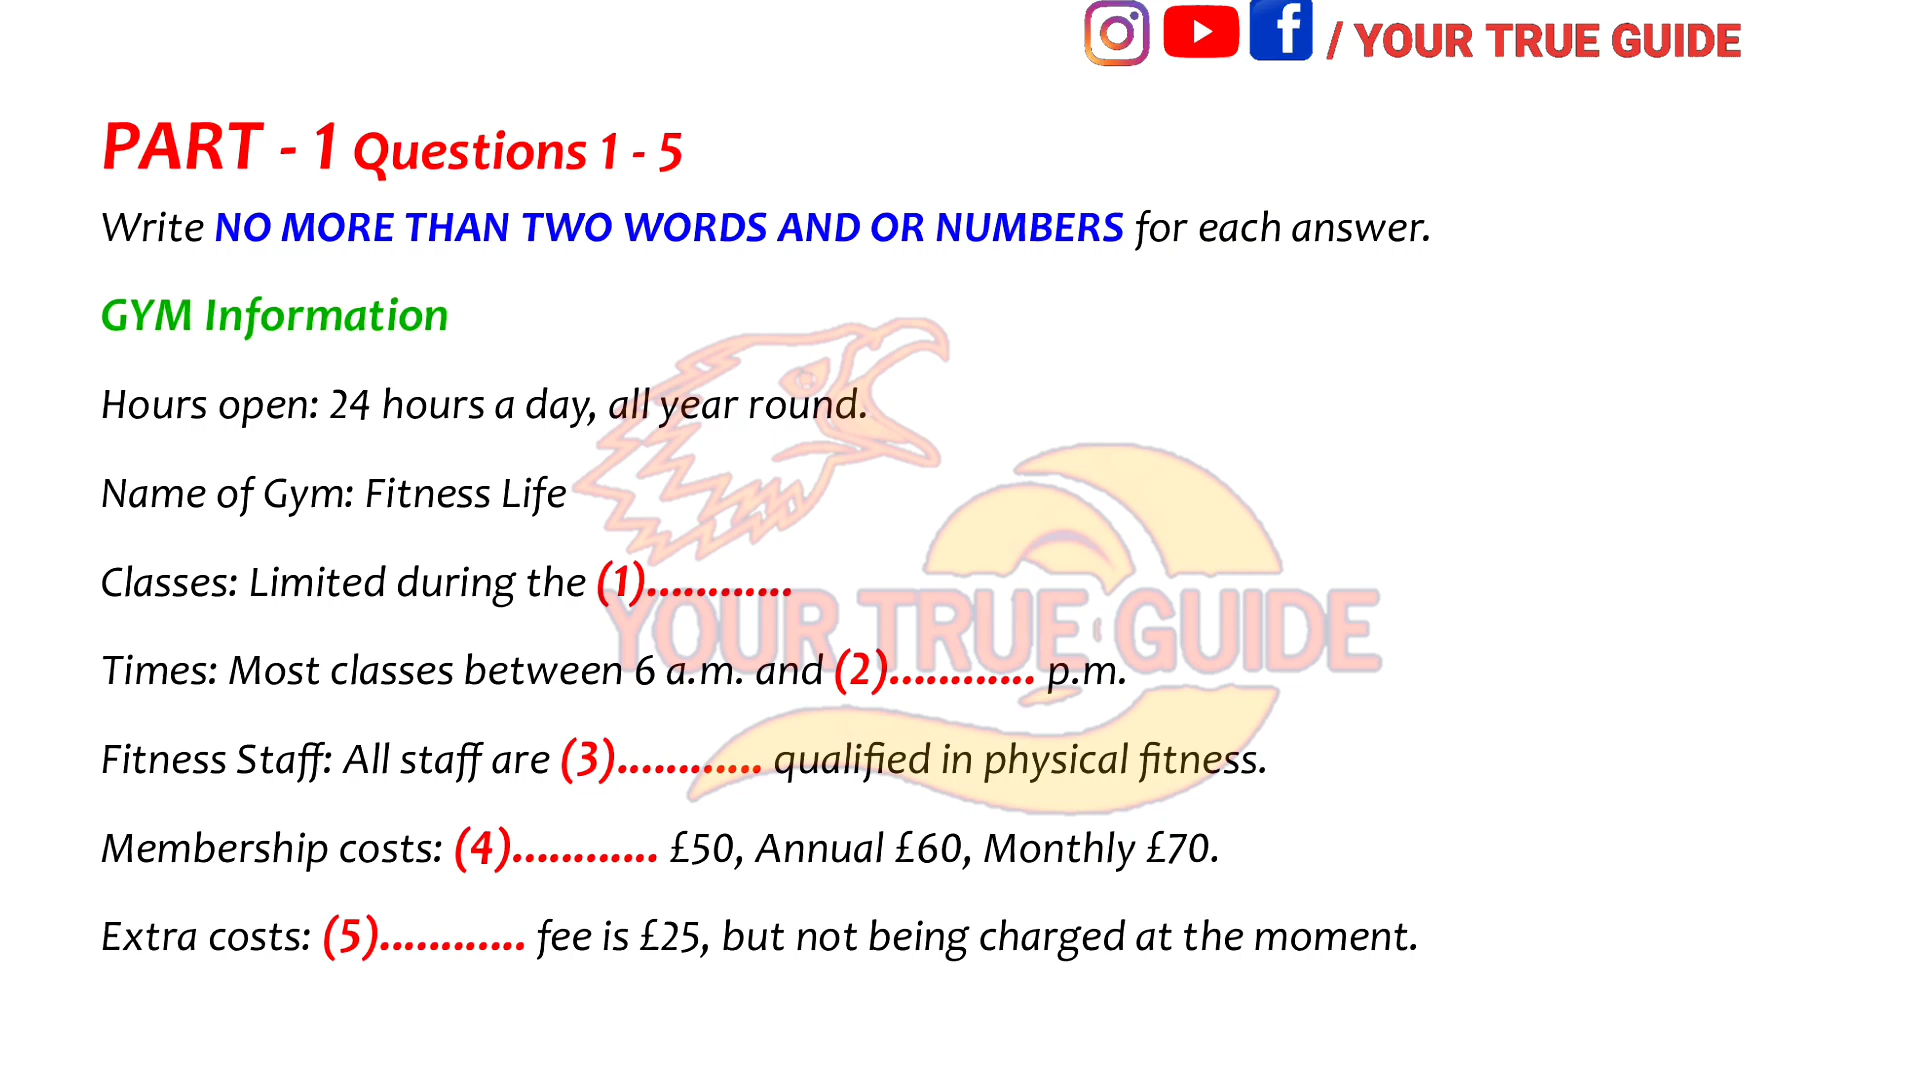 / YOUR TRUE GUIDE
PART - 1 Questions 1 - 5
Write NO MORE THAN TWO WORDS AND OR NUMBERS for each answer.
GYM Information
Hours open: 24 hours a day, all year round.
Name of Gym: Fitness Life
Classes: Limited during the (1)............
YOUR TRUE GUIDE
Times: Most classes between 6 a.m. and (2)............ p.m.
Fitness Staff: All staff are (3)............ qualified in physical fitness.
Membership costs: (4)............ £50, Annual £60, Monthly £70.
Extra costs: (5)............ fee is £25, but not being charged at the moment.